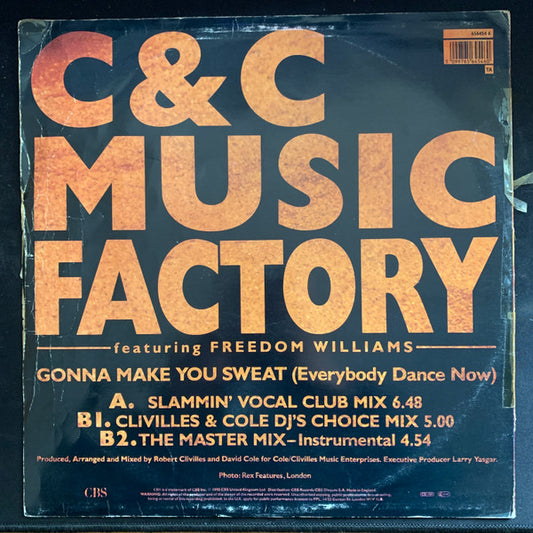 656454 6
C & C
MUSIC
FACTORY
featuring FREEDOM WILLIAMS
GONNA MAKE YOU SWEAT (Everybody Dance Now)
A. SLAMMIN' VOCAL CLUB MIX 6.48
B1. CLIVILLES & COLE DJ'S CHOICE MIX 5.00
B2. THE MASTER MIX–Instrumental 4.54
Produced, Arranged and Mixed by Robert Clivilles and David Cole for Cole/Clivilles Music Enterprises. Executive Producer Larry Yasgar.
Photo: Rex Features, London
CBS